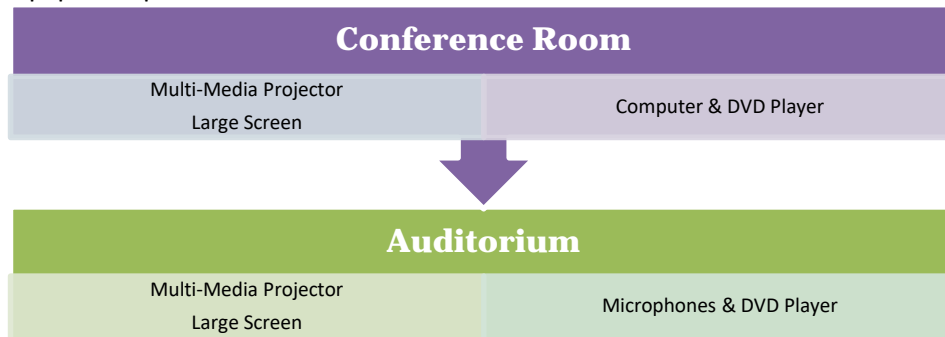 Conference Room
Multi-Media Projector
Large Screen
Computer & DVD Player
Auditorium
Multi-Media Projector
Large Screen
Microphones & DVD Player